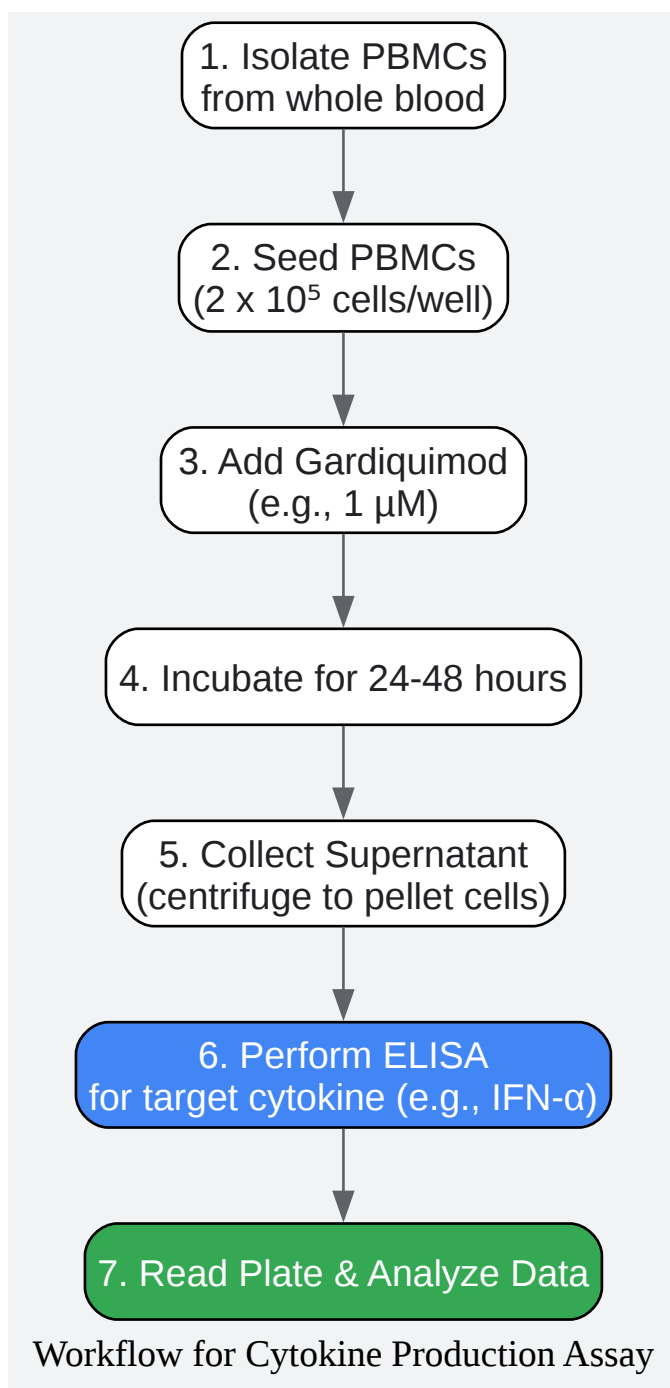 1. Isolate PBMCs
from whole blood
2. Seed PBMCs
(2 x 10⁵ cells/well)
3. Add Gardiquimod
(e.g., 1 µM)
4. Incubate for 24-48 hours
5. Collect Supernatant
(centrifuge to pellet cells)
6. Perform ELISA
for target cytokine (e.g., IFN-α)
7. Read Plate & Analyze Data
Workflow for Cytokine Production Assay